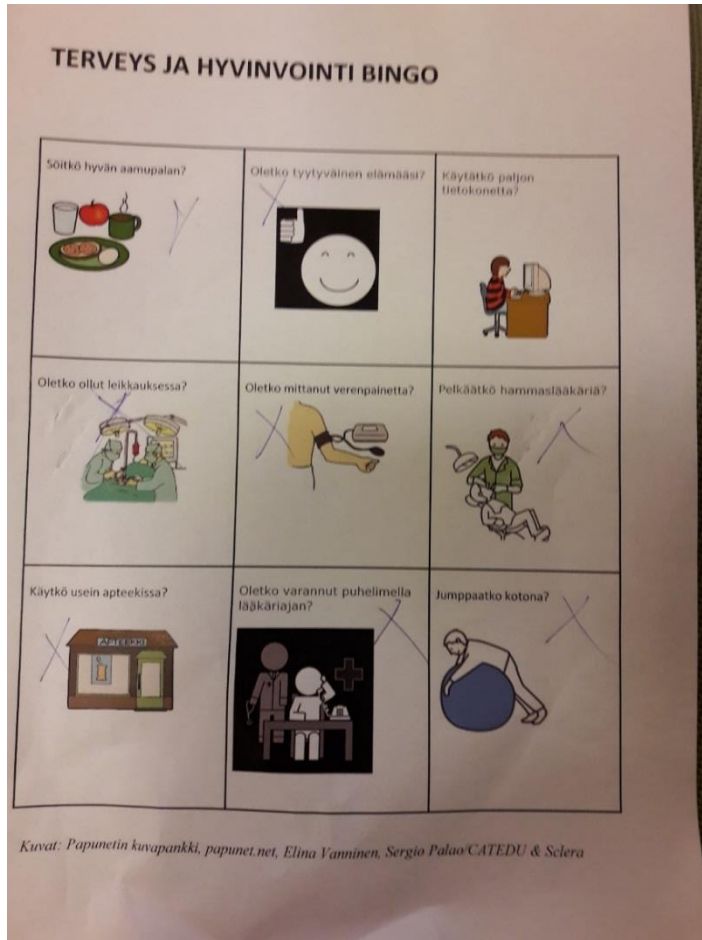 TERVEYS JA HYVINVOINTI BINGO
Söitkö hyvän aamupalan?
Oletko tyytyväinen elämääsi?
Käytätkö paljon
tietokonetta?
Oletko ollut leikkauksessa?
Oletko mittanut verenpainetta?
Pelkäätkö hammaslääkäriä?
Käytkö usein apteekissa?
APTEEKKI
Oletko varannut puhelimella
lääkäriajan?
Jumppaatko kotona?
Kuvat: Papunetin kuvapankki, papunet.net, Elina Vanninen, Sergio Palao/CATEDU & Sclera